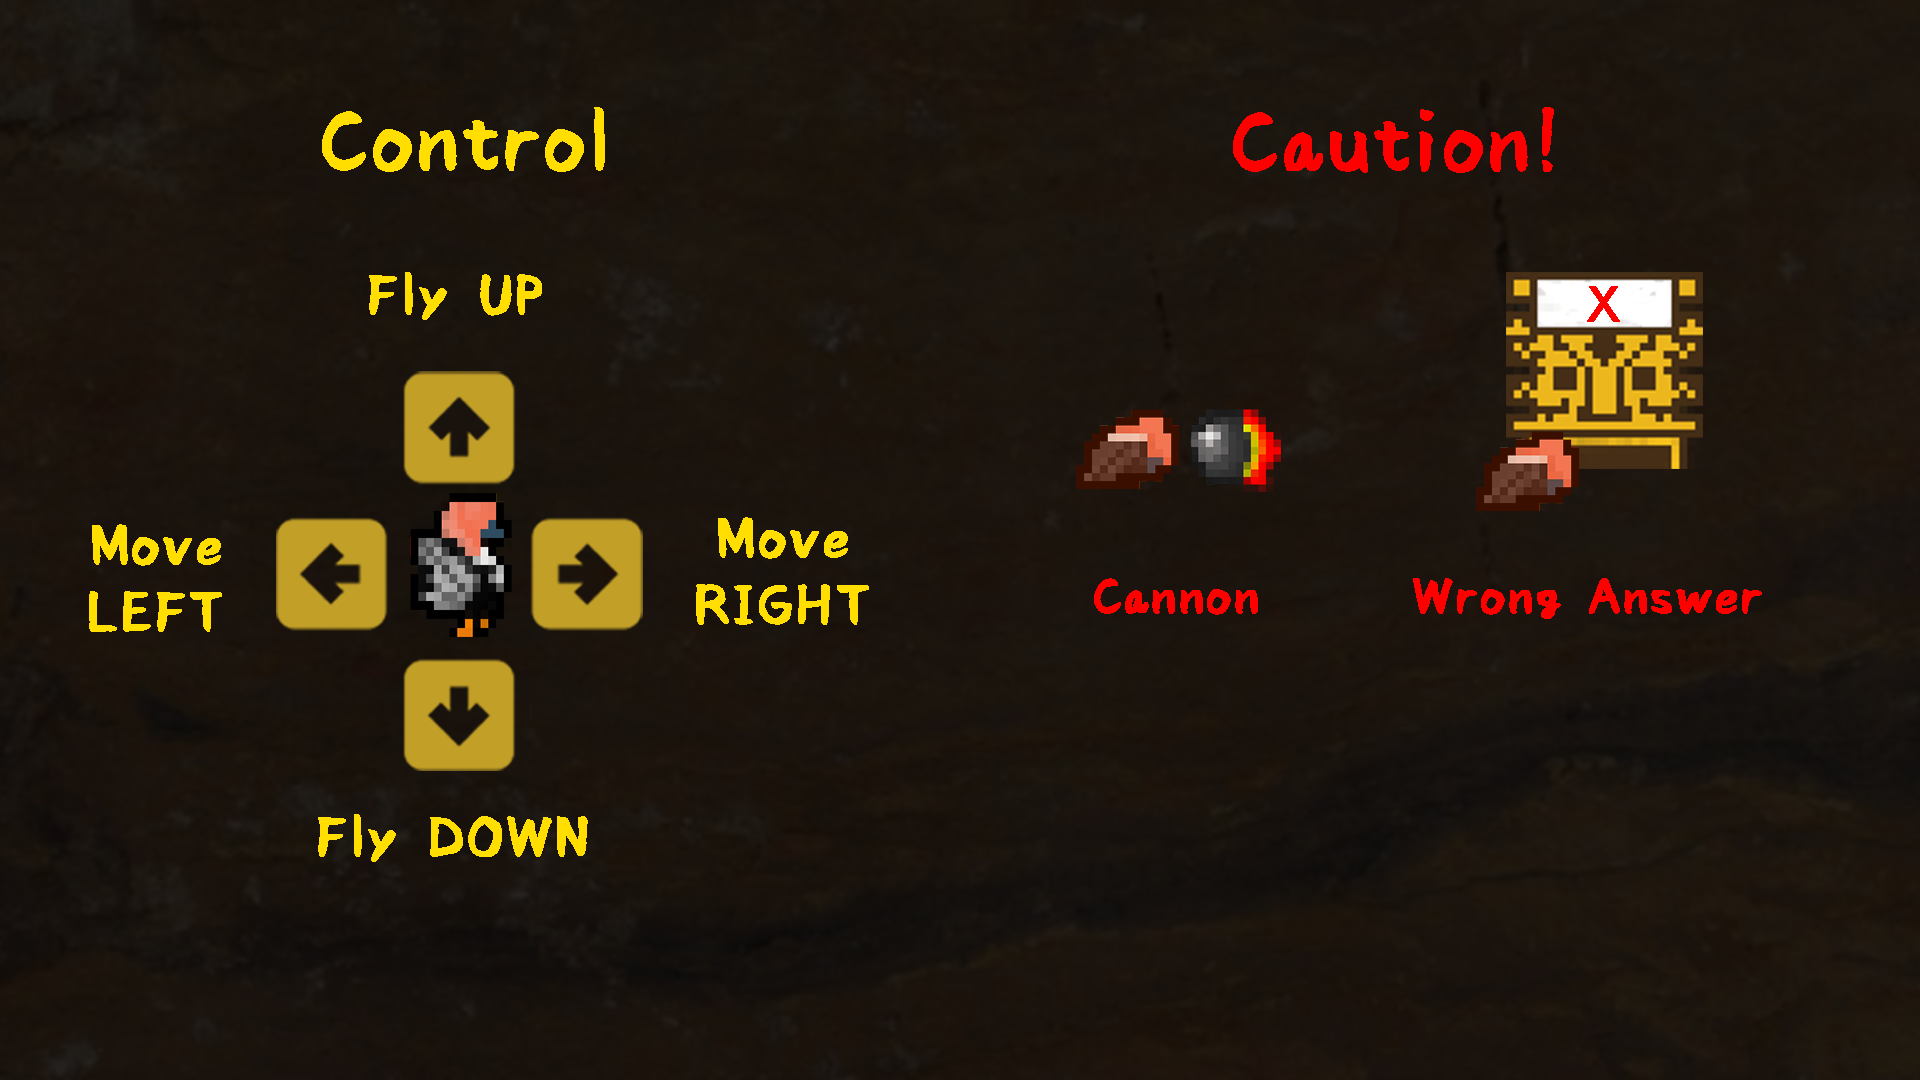 Control
Fly UP
Move
LEFT
Move
RIGHT
Fly DOWN
Caution!
X
Cannon
Wrong Answer